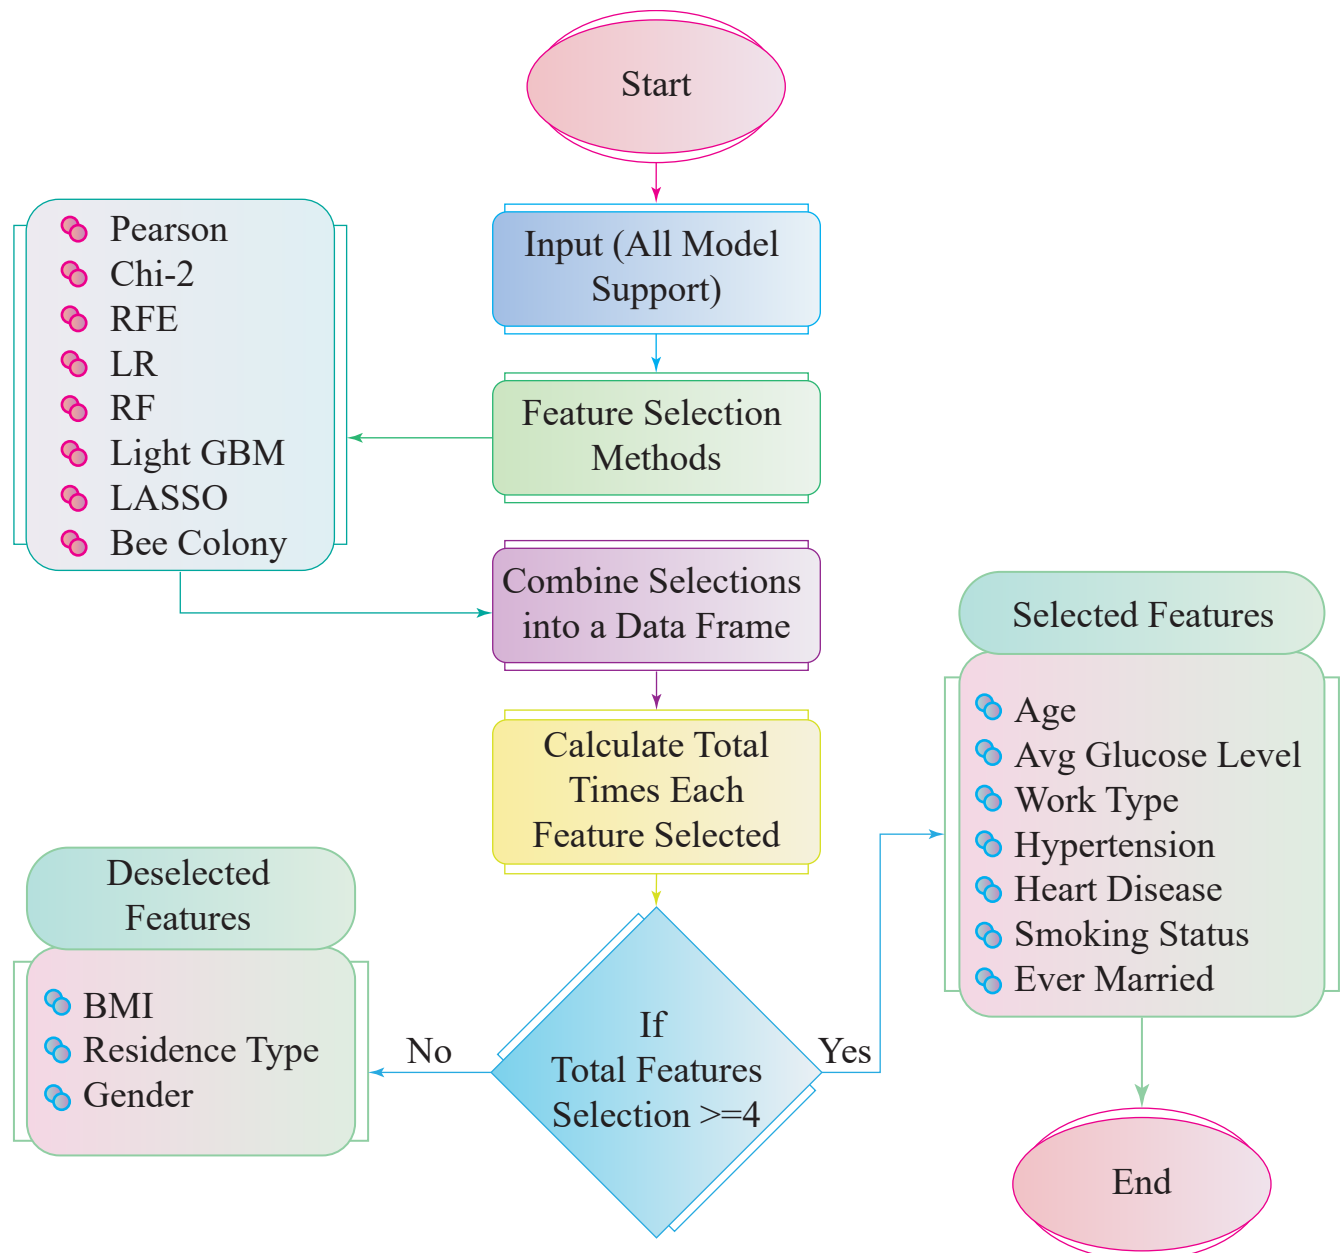 Start
Input (All Model
Support)
Feature Selection
Methods
Pearson
Chi-2
RFE
LR
RF
Light GBM
LASSO
Bee Colony
Combine Selections
into a Data Frame
Calculate Total
Times Each
Feature Selected
If
Total Features
Selection >=4
No
Yes
Deselected
Features
BMI
Residence Type
Gender
Selected Features
Age
Avg Glucose Level
Work Type
Hypertension
Heart Disease
Smoking Status
Ever Married
End